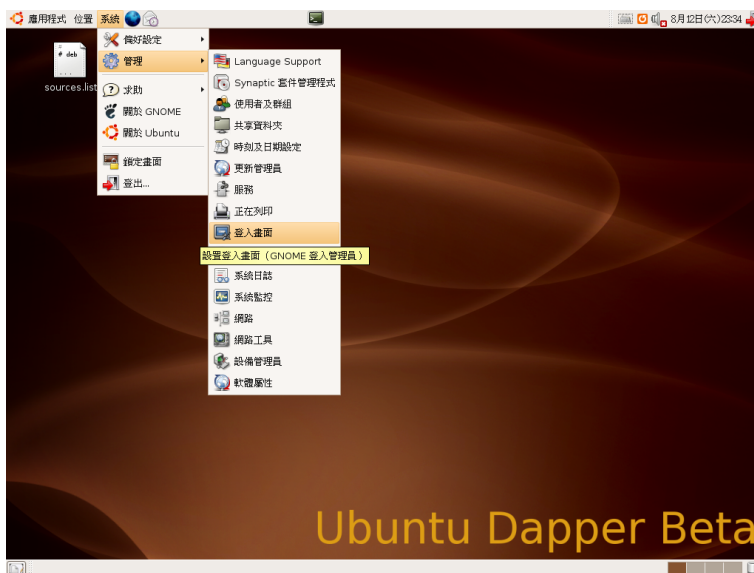 應用程式 位置 系統
8月12日(六)23:34
# deb
sources.list
偏好設定
管理
求助
關於 GNOME
關於 Ubuntu
鎖定畫面
登出...
Language Support
Synaptic 套件管理程式
使用者及群組
共享資料夾
時刻及日期設定
更新管理員
服務
正在列印
登入畫面
設置登入畫面（GNOME 登入管理員）
系統日誌
系統監控
網路
網路工具
設備管理員
軟體屬性
Ubuntu Dapper Beta